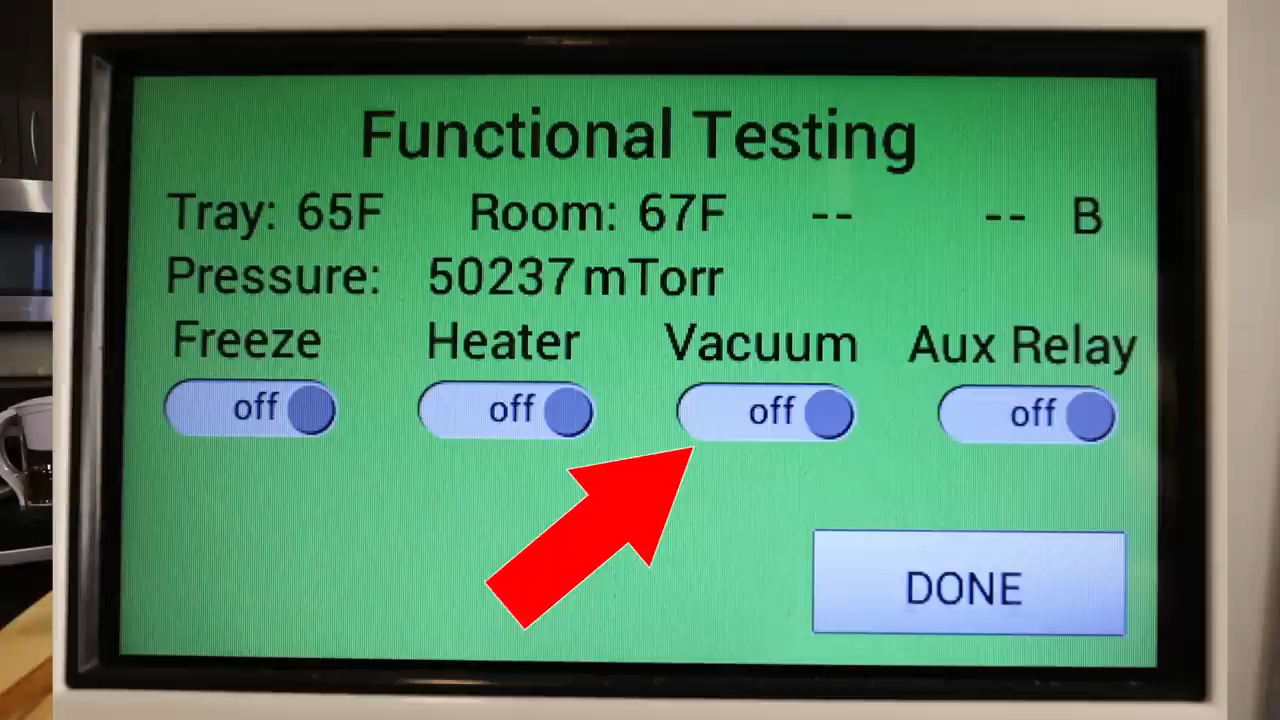 Functional Testing
Tray: 65F Room: 67F -- -- B
Pressure: 50237 mTorr
Freeze Heater Vacuum Aux Relay
off off off off
DONE